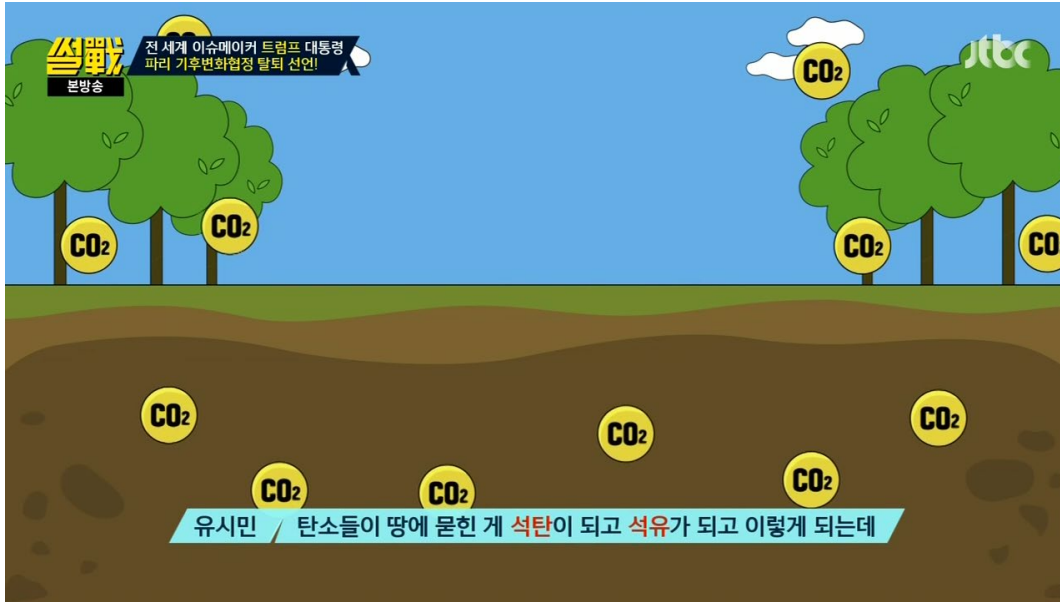 썰戰
본방송
전 세계 이슈메이커 트럼프 대통령
파리 기후변화협정 탈퇴 선언!
jtbc
CO₂
CO₂
CO₂
CO₂
CO₂
CO
CO₂
CO₂
CO₂
CO₂
CO₂
CO₂
유시민 탄소들이 땅에 묻힌 게 석탄이 되고 석유가 되고 이렇게 되는데